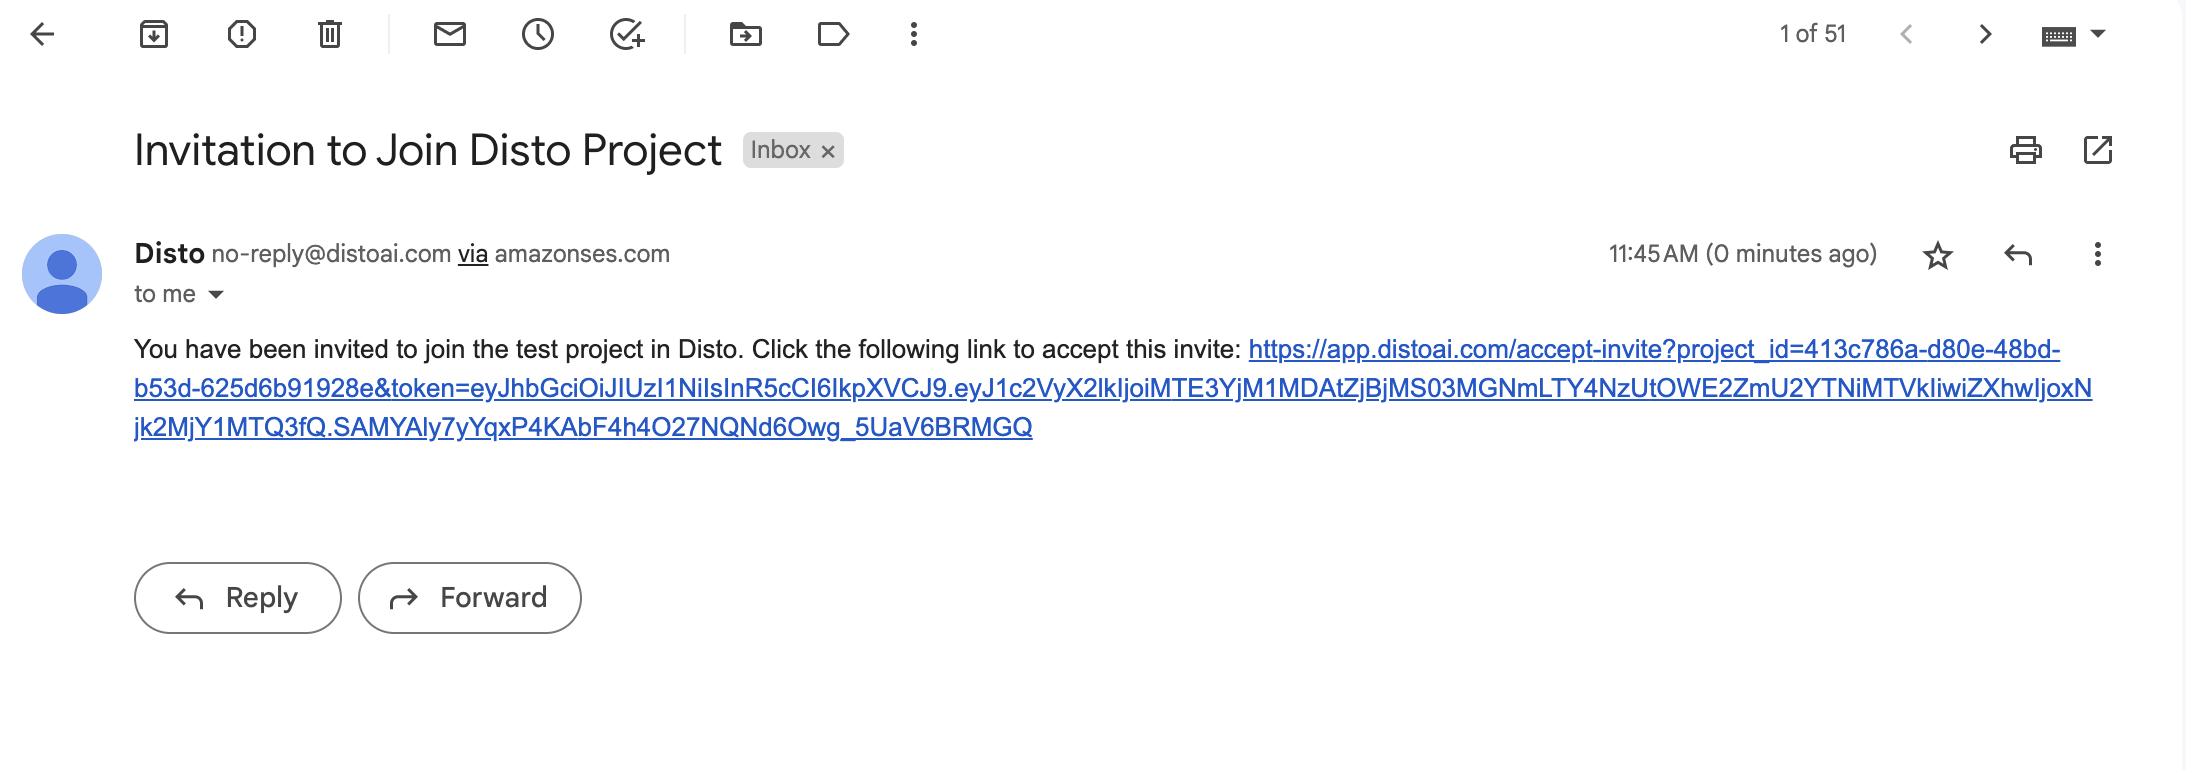 1 of 51
Invitation to Join Disto Project Inbox ×
Disto no-reply@distoai.com via amazonses.com 11:45 AM (0 minutes ago)
to me
You have been invited to join the test project in Disto. Click the following link to accept this invite: https://app.distoai.com/accept-invite?project_id=413c786a-d80e-48bd-
b53d-625d6b91928e&token=eyJhbGciOiJIUzI1NiIsInR5cCI6IkpXVCJ9.eyJ1c2VyX2lkIjoiMTE3YjM1MDAtZjBjMS03MGNmLTY4NzUtOWE2ZmU2YTNiMTVkIiwiZXhwIjoxN
jk2MjY1MTQ3fQ.SAMYAly7yYqxP4KAbF4h4O27NQNd6Owg_5UaV6BRMGQ
Reply Forward